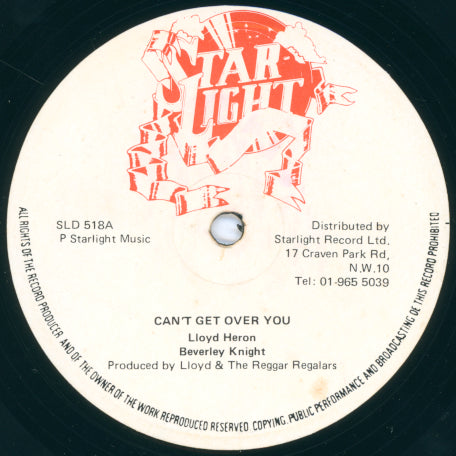 STAR
LIGHT
SLD 518A
P Starlight Music
Distributed by
Starlight Record Ltd.
17 Craven Park Rd,
N.W.10
Tel: 01-965 5039
CAN'T GET OVER YOU
Lloyd Heron
Beverley Knight
Produced by Lloyd & The Reggar Regalars
ALL RIGHTS OF THE RECORD PRODUCER AND OF THE OWNER OF THE WORK REPRODUCED RESERVED COPYING, PUBLIC PERFORMANCE AND BROADCASTING DE THIS RECORD PROHIBITED